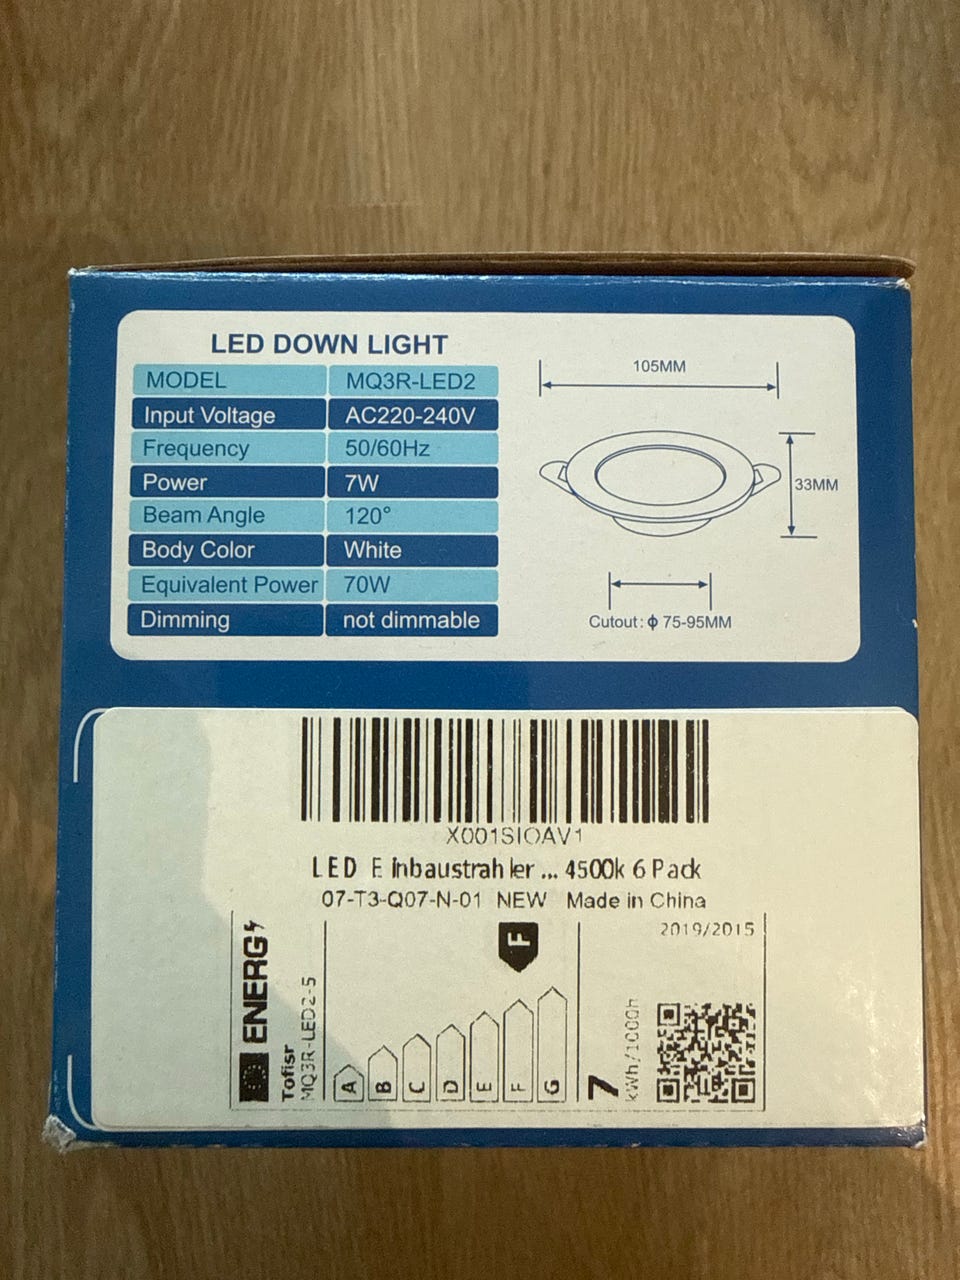 LED DOWN LIGHT
MODEL MQ3R-LED2
Input Voltage AC220-240V
Frequency 50/60Hz
Power 7W
Beam Angle 120°
Body Color White
Equivalent Power 70W
Dimming not dimmable
105MM
33MM
Cutout: ϕ 75-95MM
X001SIOAV1
LED Einbaustrahler ... 4500k 6 Pack
07-T3-Q07-N-01 NEW Made in China
ENERG
Tofisr
MQ3R-LED2-5
F
A
B
C
D
E
F
G
7
kWh/1000h
2019/2015